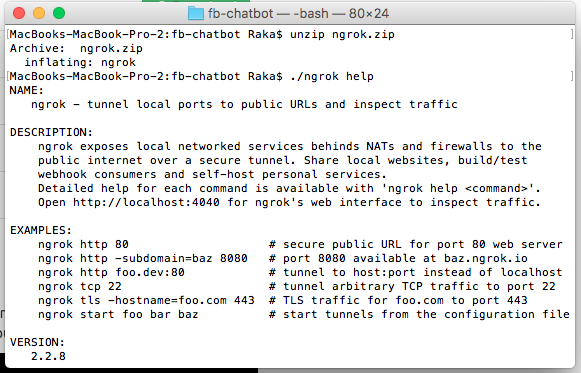 fb-chatbot — -bash — 80×24
[MacBooks-MacBook-Pro-2:fb-chatbot Raka$ unzip ngrok.zip ]
Archive:  ngrok.zip
  inflating: ngrok
[MacBooks-MacBook-Pro-2:fb-chatbot Raka$ ./ngrok help ]
NAME:
   ngrok - tunnel local ports to public URLs and inspect traffic

DESCRIPTION:
    ngrok exposes local networked services behinds NATs and firewalls to the
    public internet over a secure tunnel. Share local websites, build/test
    webhook consumers and self-host personal services.
    Detailed help for each command is available with 'ngrok help <command>'.
    Open http://localhost:4040 for ngrok's web interface to inspect traffic.

EXAMPLES:
    ngrok http 80                    # secure public URL for port 80 web server
    ngrok http -subdomain=baz 8080   # port 8080 available at baz.ngrok.io
    ngrok http foo.dev:80            # tunnel to host:port instead of localhost
    ngrok tcp 22                     # tunnel arbitrary TCP traffic to port 22
    ngrok tls -hostname=foo.com 443  # TLS traffic for foo.com to port 443
    ngrok start foo bar baz          # start tunnels from the configuration file

VERSION:
   2.2.8